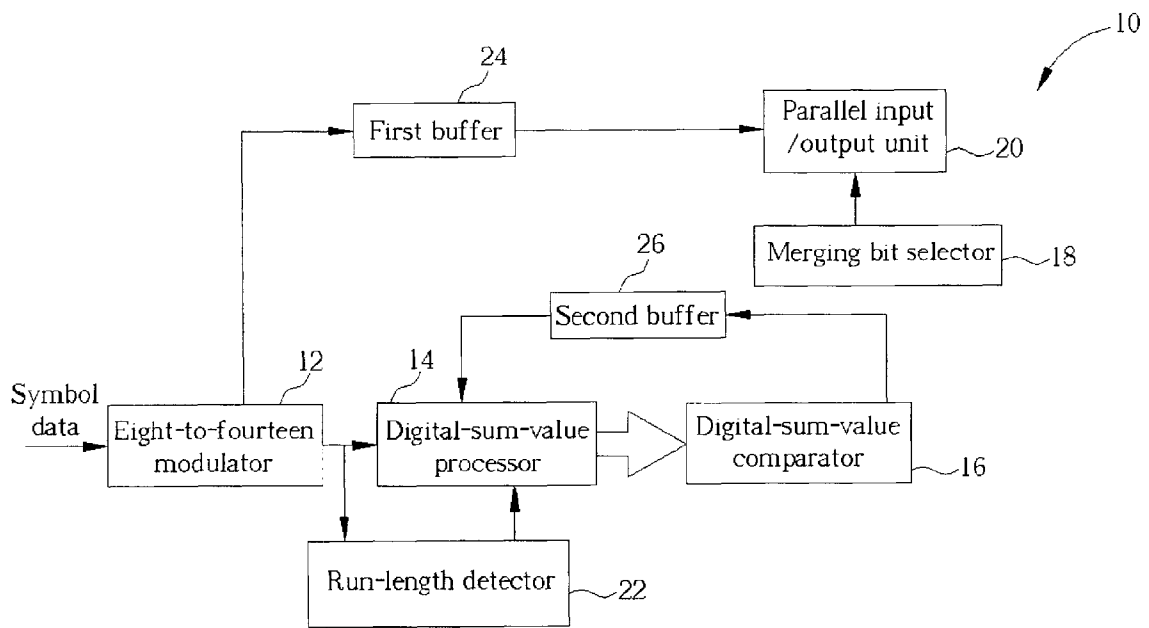 10
24
First buffer
Parallel input
/output unit
20
Merging bit selector
18
26
Second buffer
Symbol
data
12
Eight-to-fourteen
modulator
14
Digital-sum-value
processor
Digital-sum-value
comparator
16
Run-length detector
22